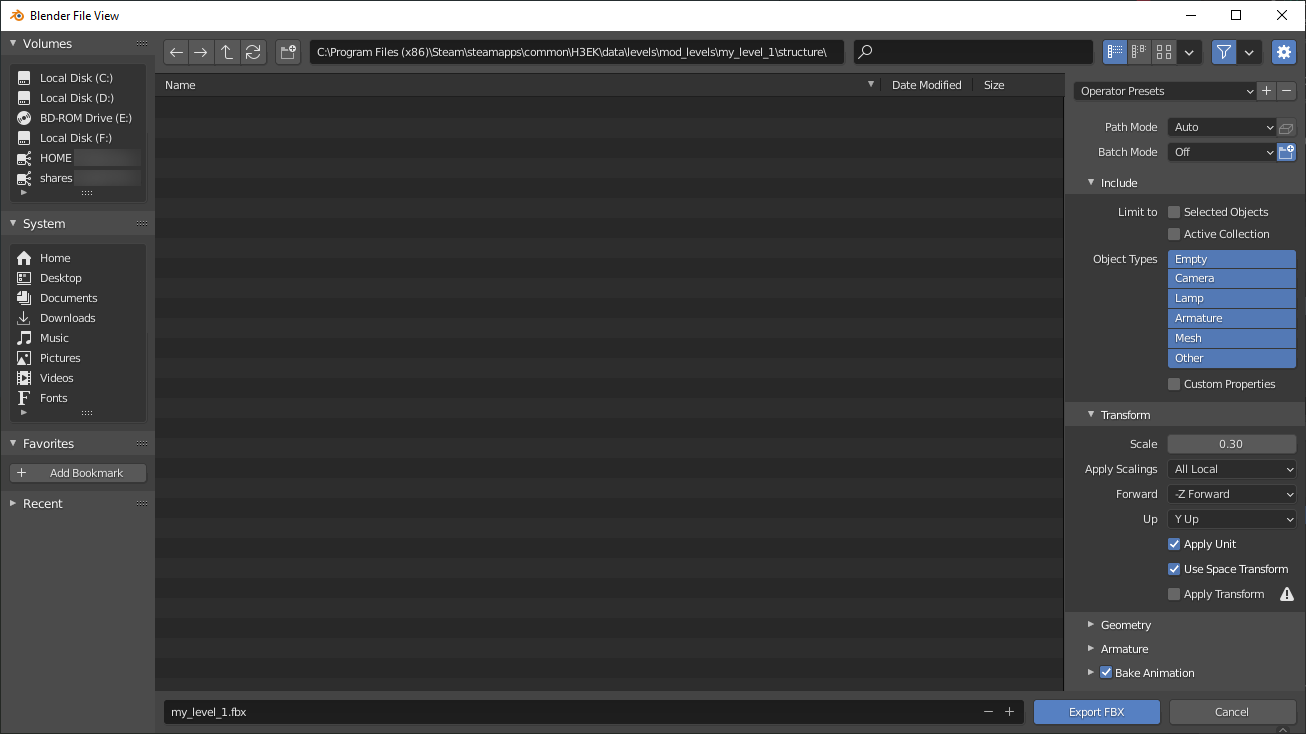 Blender File View
Volumes
Local Disk (C:)
Local Disk (D:)
BD-ROM Drive (E:)
Local Disk (F:)
HOME
shares
System
Home
Desktop
Documents
Downloads
Music
Pictures
Videos
Fonts
Favorites
Add Bookmark
Recent
C:\Program Files (x86)\Steam\steamapps\common\H3EK\data\levels\mod_levels\my_level_1\structure\
Name Date Modified Size
my_level_1.fbx
Operator Presets
Path Mode Auto
Batch Mode Off
Include
Limit to Selected Objects
Active Collection
Object Types Empty
Camera
Lamp
Armature
Mesh
Other
Custom Properties
Transform
Scale 0.30
Apply Scalings All Local
Forward -Z Forward
Up Y Up
Apply Unit
Use Space Transform
Apply Transform
Geometry
Armature
Bake Animation
Export FBX Cancel